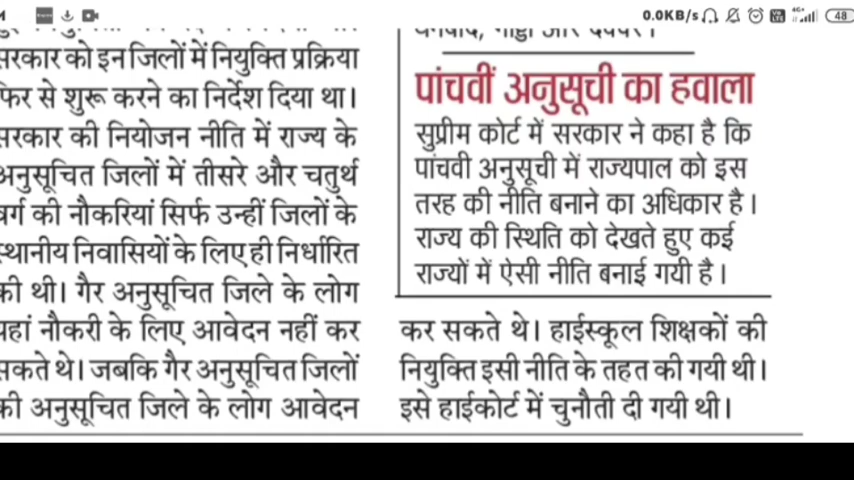 0.0KB/s
4G+
48
सरकार को इन जिलों में नियुक्ति प्रक्रिया
फिर से शुरू करने का निर्देश दिया था।
सरकार की नियोजन नीति में राज्य के
अनुसूचित जिलों में तीसरे और चतुर्थ
वर्ग की नौकरियां सिर्फ उन्हीं जिलों के
स्थानीय निवासियों के लिए ही निर्धारित
की थी। गैर अनुसूचित जिले के लोग
यहां नौकरी के लिए आवेदन नहीं कर
सकते थे। जबकि गैर अनुसूचित जिलों
की अनुसूचित जिले के लोग आवेदन
पांचवीं अनुसूची का हवाला
सुप्रीम कोर्ट में सरकार ने कहा है कि
पांचवी अनुसूची में राज्यपाल को इस
तरह की नीति बनाने का अधिकार है।
राज्य की स्थिति को देखते हुए कई
राज्यों में ऐसी नीति बनाई गयी है।
कर सकते थे। हाईस्कूल शिक्षकों की
नियुक्ति इसी नीति के तहत की गयी थी।
इसे हाईकोर्ट में चुनौती दी गयी थी।